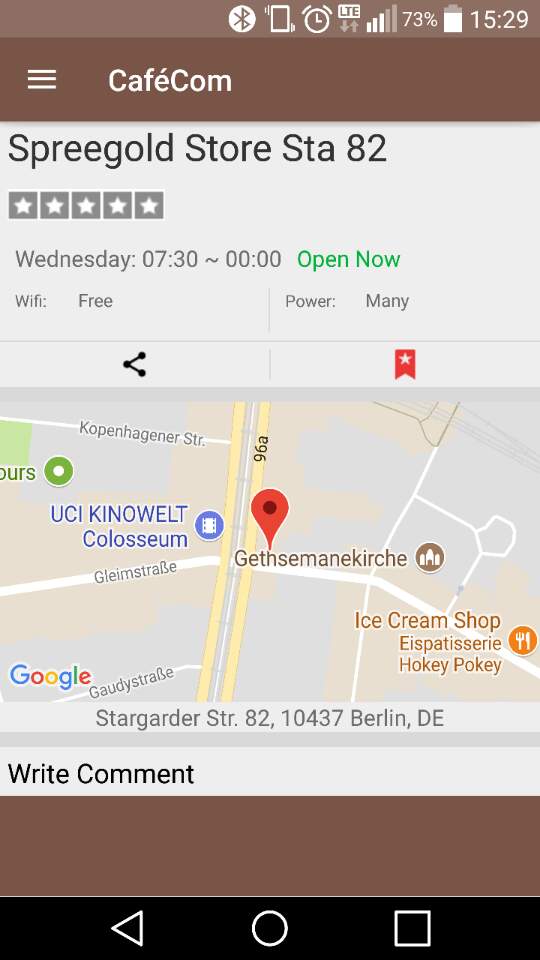 LTE 73% 15:29
CaféCom
Spreegold Store Sta 82
Wednesday: 07:30 ~ 00:00 Open Now
Wifi: Free Power: Many
Kopenhagener Str.
96a
ours
UCI KINOWELT
Colosseum
Gethsemanekirche
Gleimstraße
Ice Cream Shop
Eispatisserie
Hokey Pokey
Google
Gaudystraße
Stargarder Str. 82, 10437 Berlin, DE
Write Comment